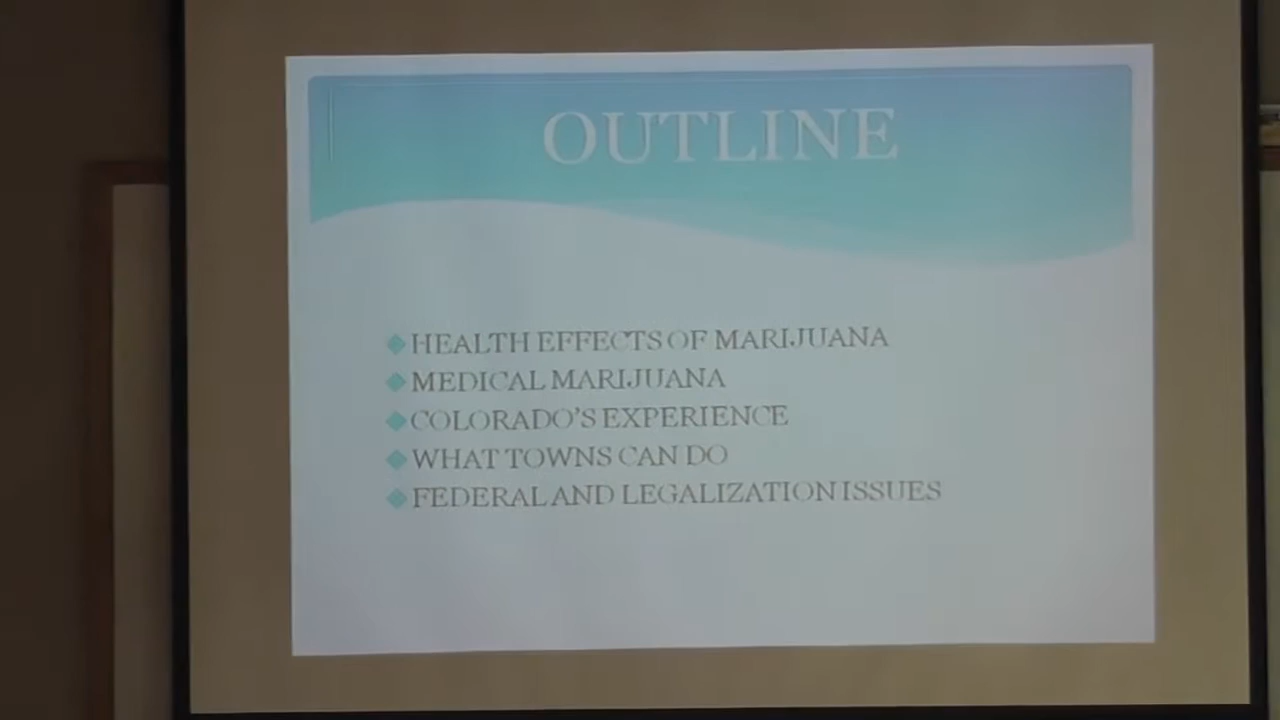 OUTLINE
HEALTH EFFECTS OF MARIJUANA
MEDICAL MARIJUANA
COLORADO'S EXPERIENCE
WHAT TOWNS CAN DO
FEDERAL AND LEGALIZATION ISSUES